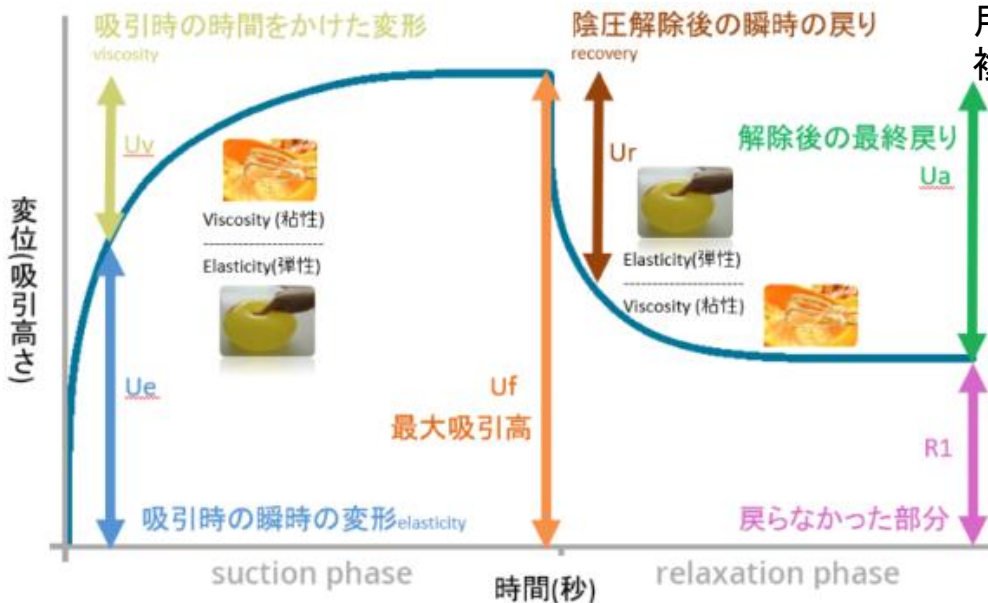 吸引時の時間をかけた変形
viscosity
陰圧解除後の瞬時の戻り
recovery
Uv
Ur
解除後の最終戻り
Ua
Viscosity (粘性)
Elasticity(弾性)
Elasticity(弾性)
Viscosity (粘性)
変位(吸引高さ)
Ue
Uf
最大吸引高
R1
吸引時の瞬時の変形elasticity
戻らなかった部分
suction phase
時間(秒)
relaxation phase